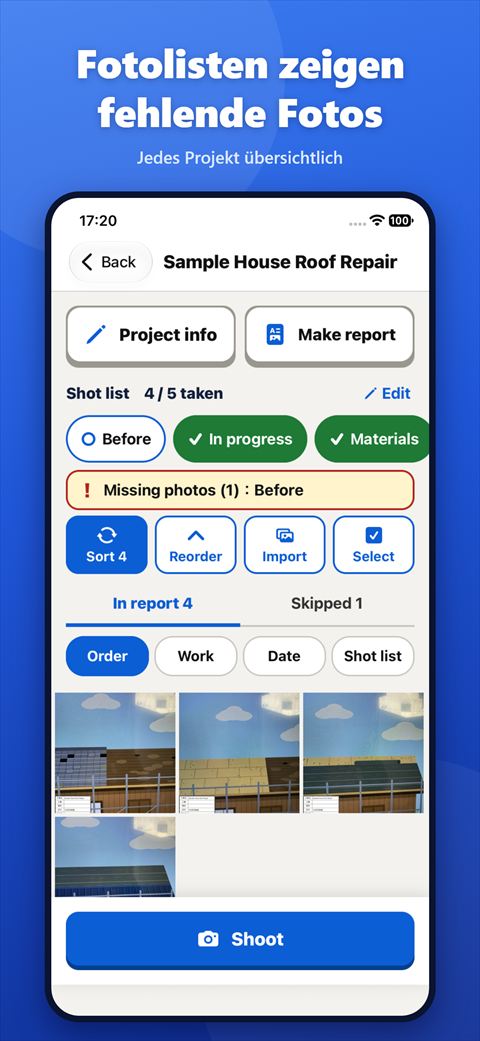 Fotolisten zeigen
fehlende Fotos
Jedes Projekt übersichtlich
17:20
100
Back
Sample House Roof Repair
Project info
Make report
Shot list 4 / 5 taken
Edit
Before
In progress
Materials
! Missing photos (1) : Before
Sort 4
Reorder
Import
Select
In report 4
Skipped 1
Order
Work
Date
Shot list
Shoot